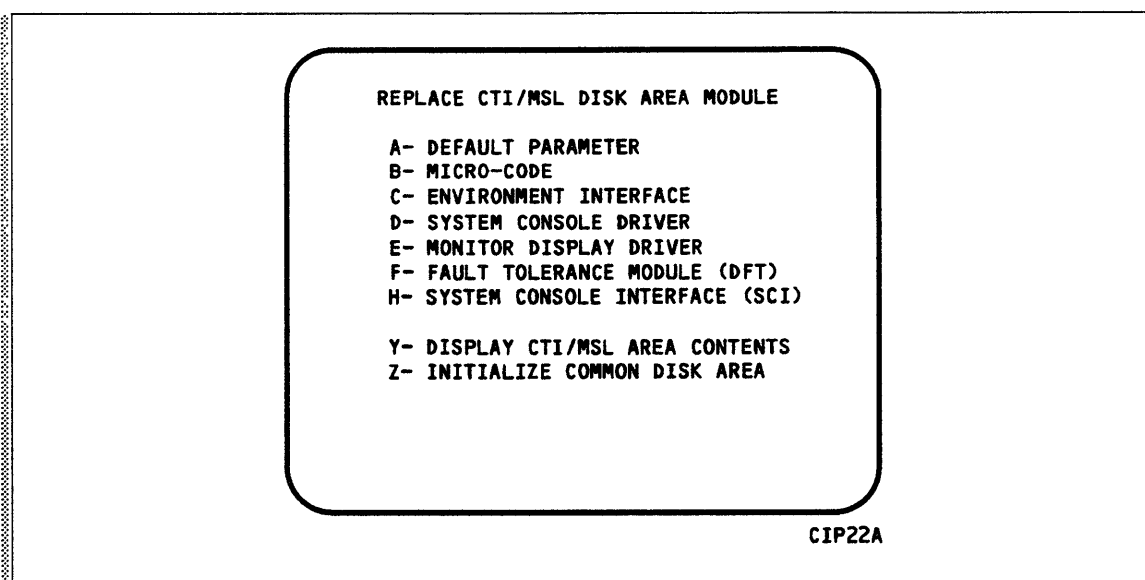 REPLACE CTI/MSL DISK AREA MODULE
A- DEFAULT PARAMETER
B- MICRO-CODE
C- ENVIRONMENT INTERFACE
D- SYSTEM CONSOLE DRIVER
E- MONITOR DISPLAY DRIVER
F- FAULT TOLERANCE MODULE (DFT)
H- SYSTEM CONSOLE INTERFACE (SCI)
Y- DISPLAY CTI/MSL AREA CONTENTS
Z- INITIALIZE COMMON DISK AREA
CIP22A